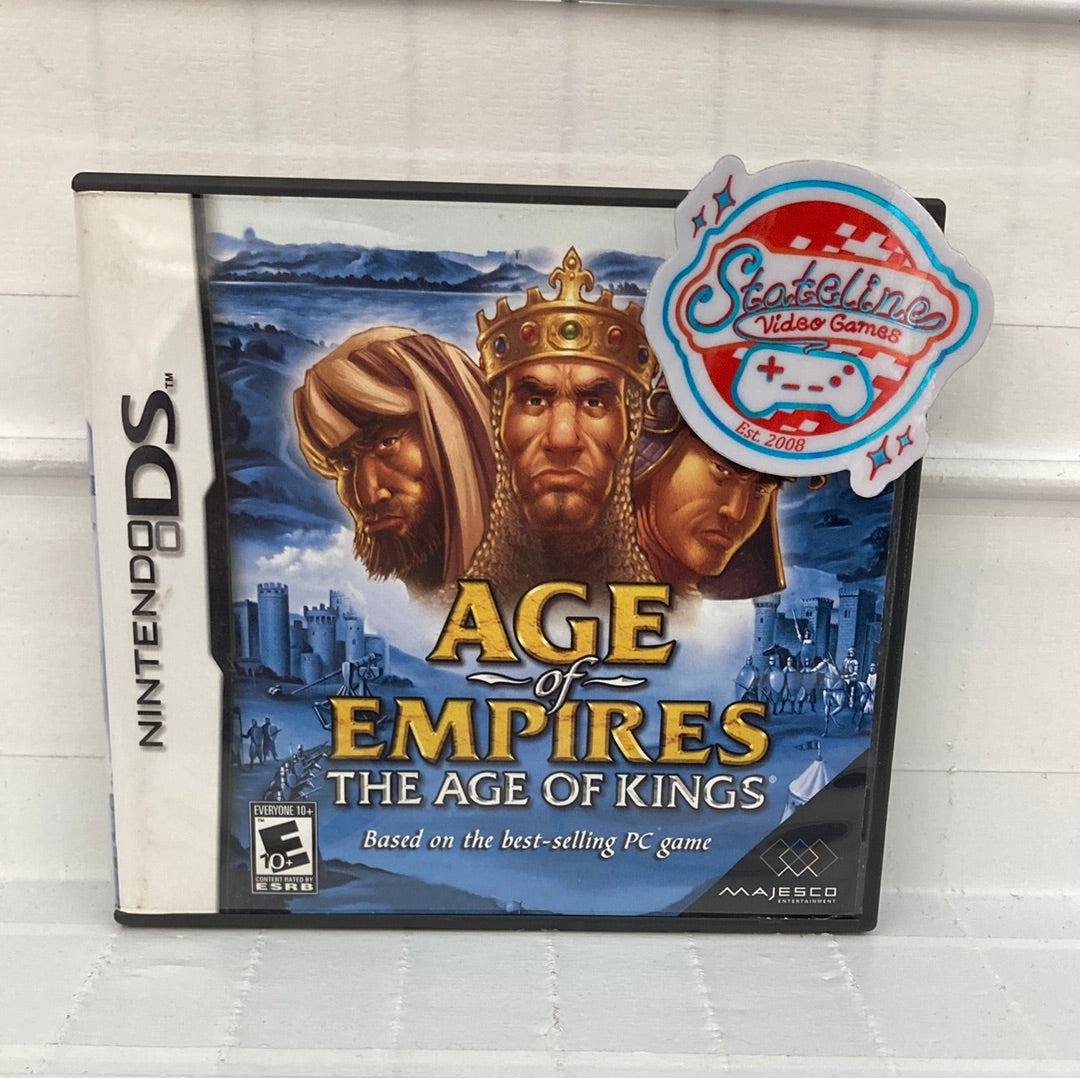 NINTENDO DS™
Stateline
Video Games
Est. 2008
AGE
of
EMPIRES
THE AGE OF KINGS®
Based on the best-selling PC game
EVERYONE 10+
E
10+
CONTENT RATED BY
ESRB
MAJESCO
ENTERTAINMENT